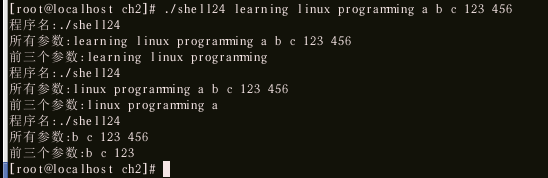 [root@localhost ch2]# ./shell24 learning linux programming a b c 123 456
程序名:./shell24
所有参数:learning linux programming a b c 123 456
前三个参数:learning linux programming
程序名:./shell24
所有参数:linux programming a b c 123 456
前三个参数:linux programming a
程序名:./shell24
所有参数:b c 123 456
前三个参数:b c 123
[root@localhost ch2]#